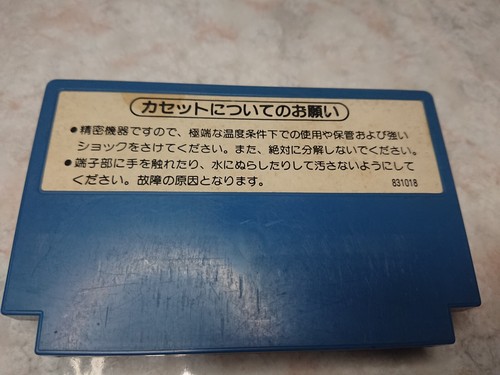 カセットについてのお願い
●精密機器ですので、極端な温度条件下での使用や保管および強い
ショックをさけてください。また、絶対に分解しないでください。
●端子部に手を触れたり、水にぬらしたりして汚さないようにして
ください。故障の原因となります。
831018